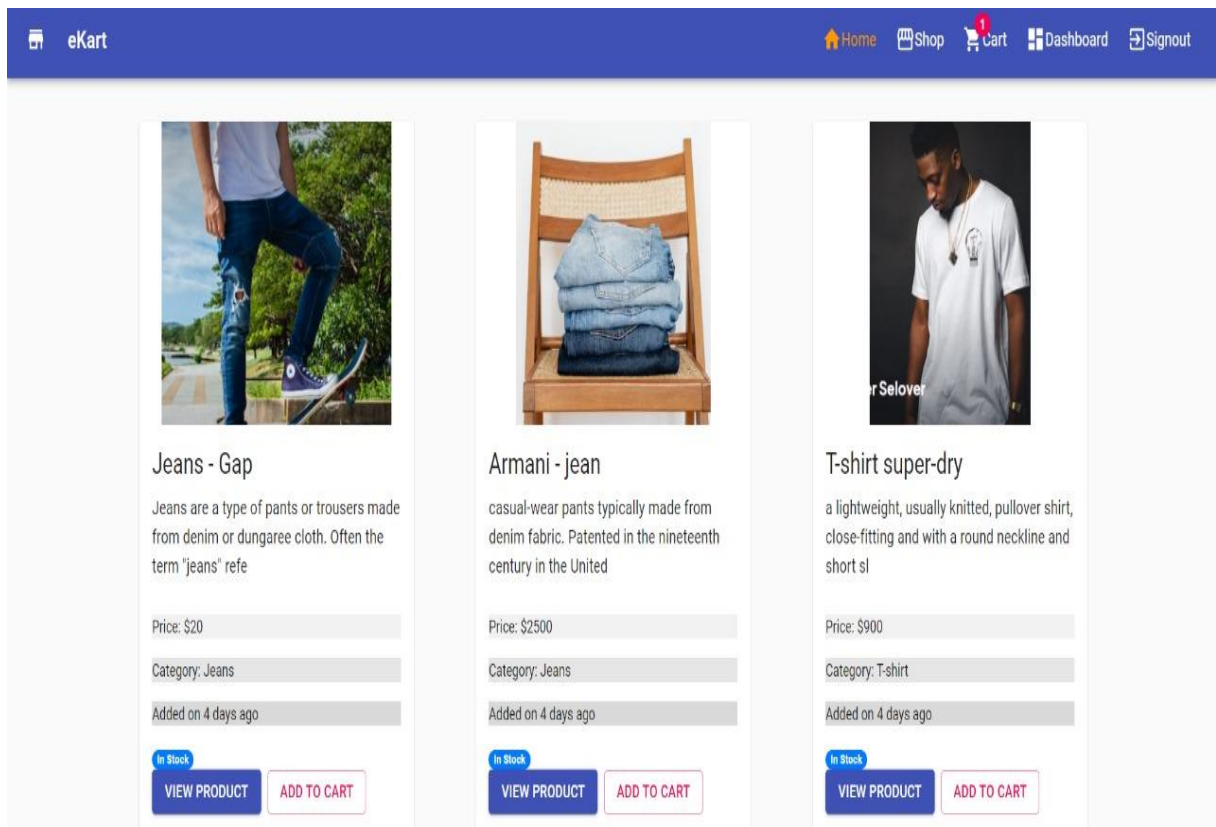 eKart
Home
Shop
1
Cart
Dashboard
Signout
er Selover
Jeans - Gap
Jeans are a type of pants or trousers made
from denim or dungaree cloth. Often the
term "jeans" refe
Price: $20
Category: Jeans
Added on 4 days ago
In Stock
VIEW PRODUCT
ADD TO CART
Armani - jean
casual-wear pants typically made from
denim fabric. Patented in the nineteenth
century in the United
Price: $2500
Category: Jeans
Added on 4 days ago
In Stock
VIEW PRODUCT
ADD TO CART
T-shirt super-dry
a lightweight, usually knitted, pullover shirt,
close-fitting and with a round neckline and
short sl
Price: $900
Category: T-shirt
Added on 4 days ago
In Stock
VIEW PRODUCT
ADD TO CART